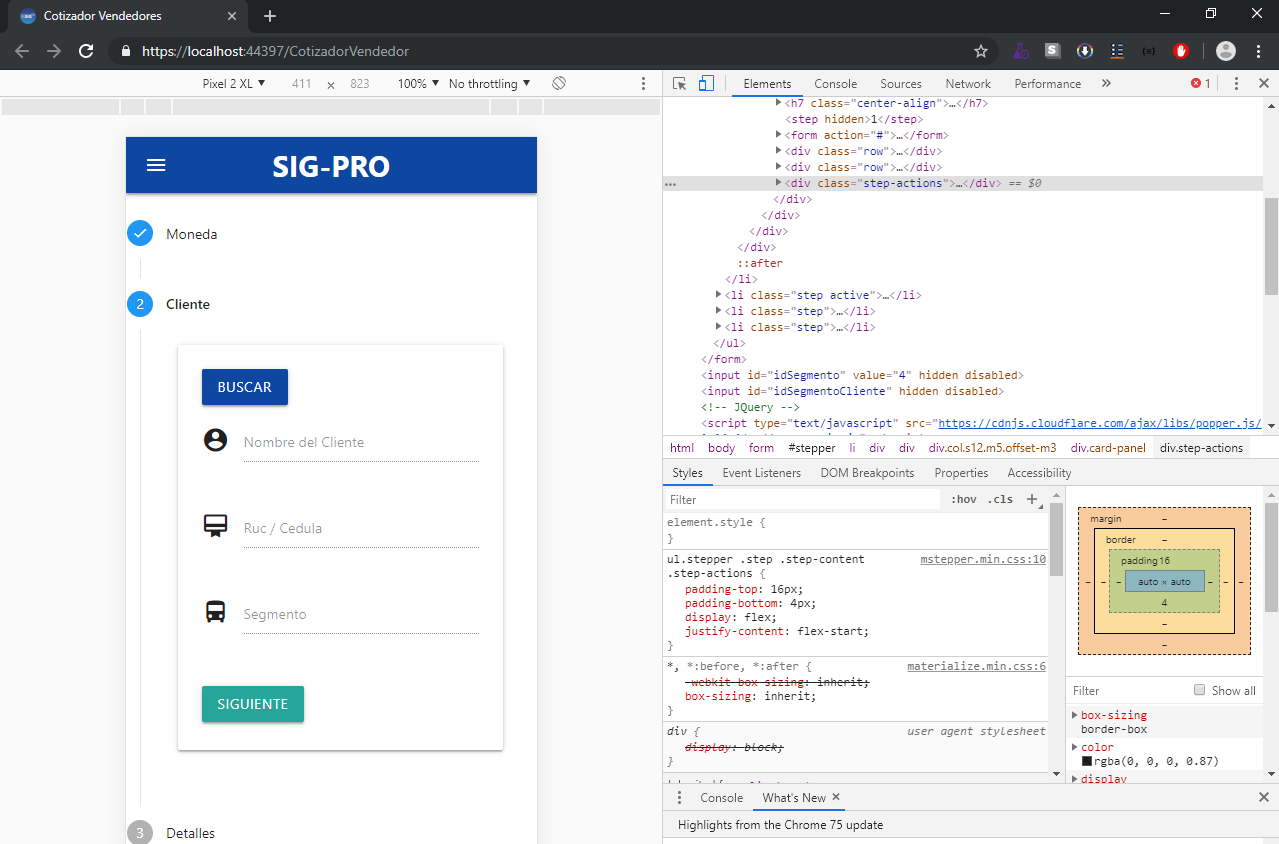 Cotizador Vendedores
https://localhost:44397/CotizadorVendedor
Pixel 2 XL ▼ 411 × 823 100% ▼ No throttling ▼
SIG-PRO
Moneda
2 Cliente
BUSCAR
Nombre del Cliente
Ruc / Cedula
Segmento
SIGUIENTE
3 Detalles
Elements Console Sources Network Performance » 1
<h7 class="center-align">…</h7>
<step hidden>1</step>
<form action="#">…</form>
<div class="row">…</div>
<div class="row">…</div>
<div class="step-actions">…</div> == $0
</div>
</div>
</div>
</div>
::after
</li>
<li class="step active">…</li>
<li class="step">…</li>
<li class="step">…</li>
</ul>
</form>
<input id="idSegmento" value="4" hidden disabled>
<input id="idSegmentoCliente" hidden disabled>
<!-- JQuery -->
<script type="text/javascript" src="https://cdnjs.cloudflare.com/ajax/libs/popper.js/
html body form #stepper li div div div.col.s12.m5.offset-m3 div.card-panel div.step-actions
Styles Event Listeners DOM Breakpoints Properties Accessibility
Filter :hov .cls +
element.style {
}
ul.stepper .step .step-content mstepper.min.css:10
.step-actions {
padding-top: 16px;
padding-bottom: 4px;
display: flex;
justify-content: flex-start;
}
*, *:before, *:after { materialize.min.css:6
-webkit-box-sizing: inherit;
box-sizing: inherit;
}
div { user agent stylesheet
display: block;
}
margin –
border –
padding16
– – – auto × auto – – –
4
–
–
Filter Show all
box-sizing
border-box
color
rgba(0, 0, 0, 0.87)
display
Console What's New ×
Highlights from the Chrome 75 update